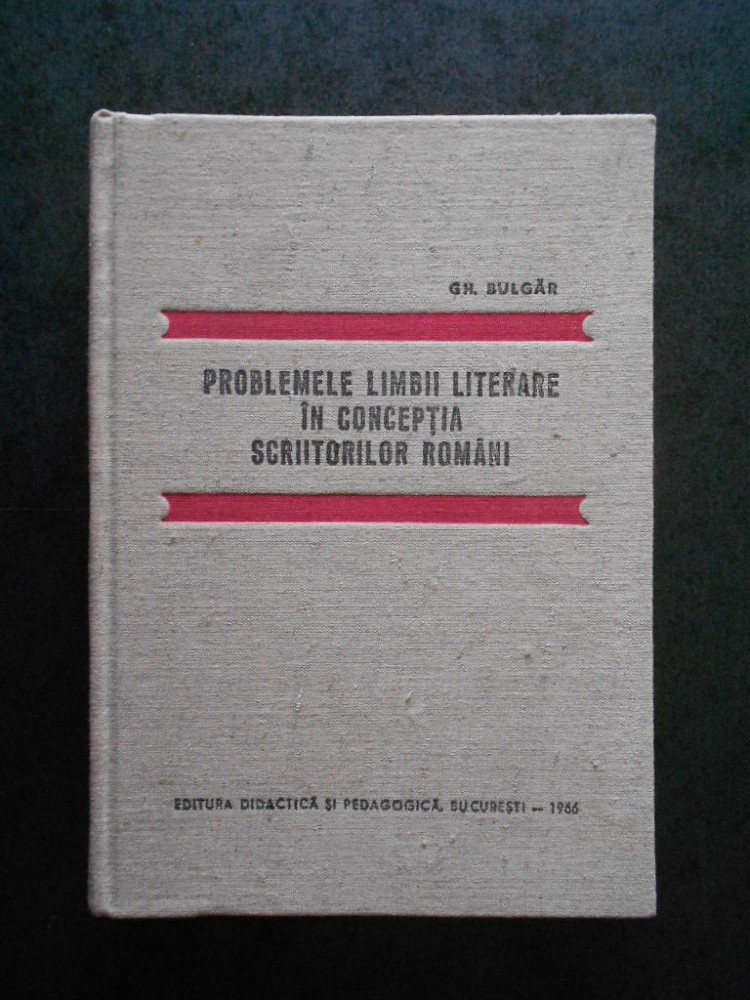 GH. BULGĂR
PROBLEMELE LIMBII LITERARE
ÎN CONCEPȚIA
SCRIITORILOR ROMÂNI
EDITURA DIDACTICĂ ȘI PEDAGOGICĂ, BUCUREȘTI — 1966